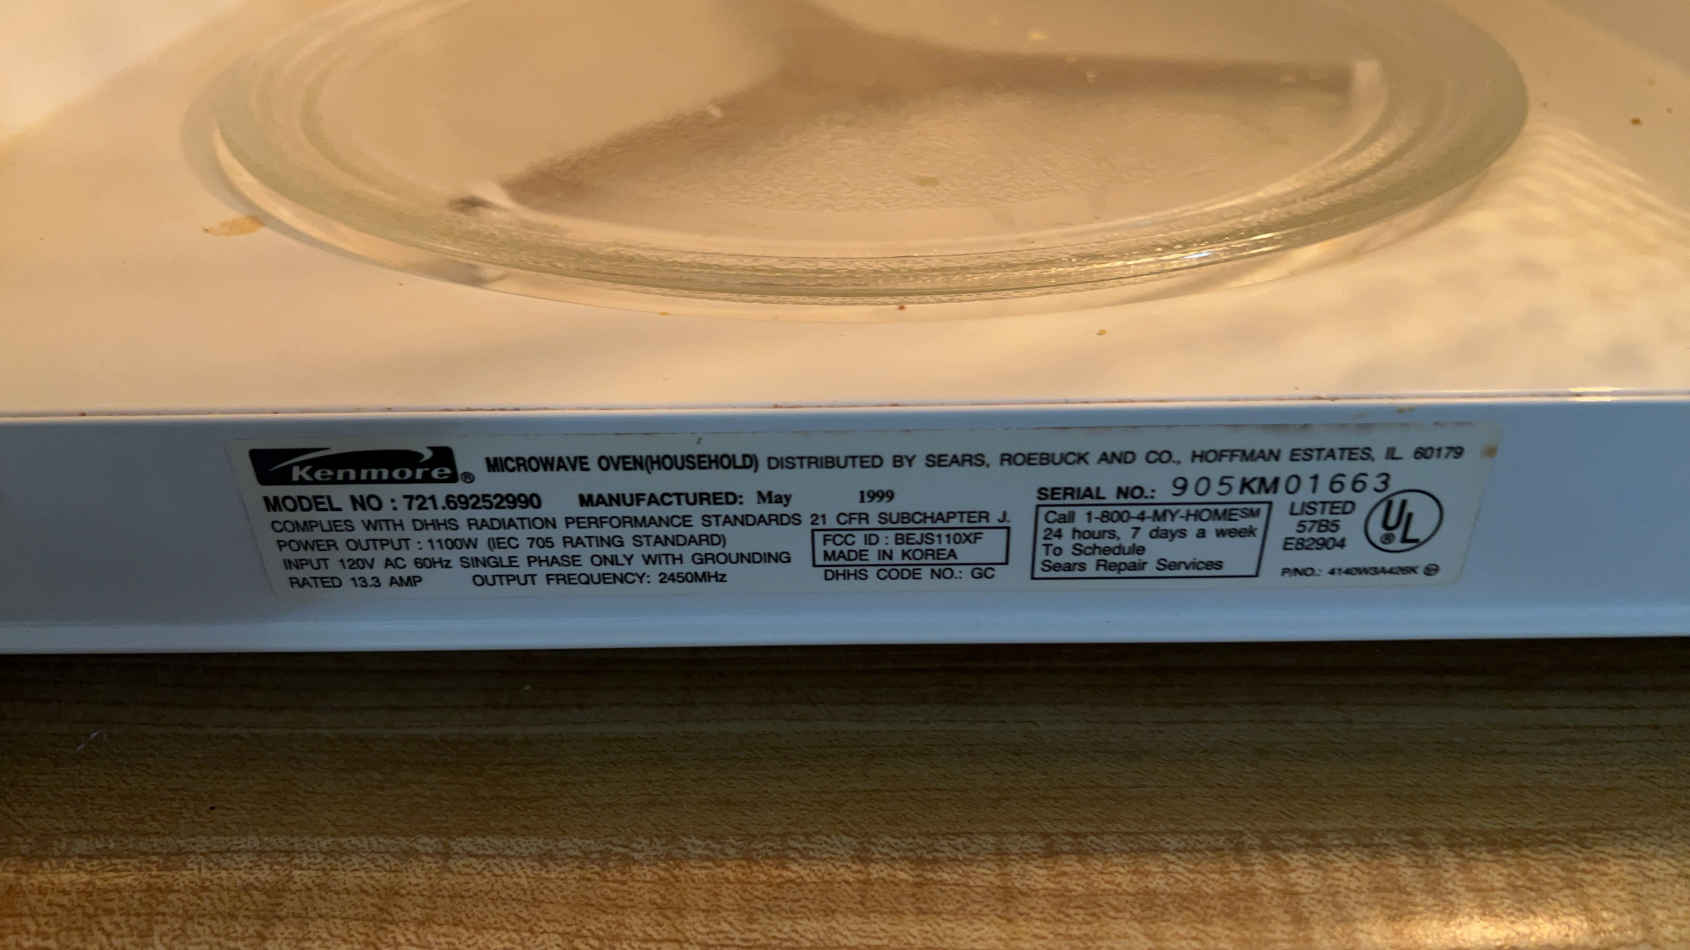 Kenmore® MICROWAVE OVEN(HOUSEHOLD) DISTRIBUTED BY SEARS, ROEBUCK AND CO., HOFFMAN ESTATES, IL 60179
MODEL NO : 721.69252990 MANUFACTURED: May 1999 SERIAL NO.: 905KM01663
COMPLIES WITH DHHS RADIATION PERFORMANCE STANDARDS 21 CFR SUBCHAPTER J.
POWER OUTPUT : 1100W (IEC 705 RATING STANDARD)
INPUT 120V AC 60Hz SINGLE PHASE ONLY WITH GROUNDING
RATED 13.3 AMP OUTPUT FREQUENCY: 2450MHz
FCC ID : BEJS110XF
MADE IN KOREA
DHHS CODE NO.: GC
Call 1-800-4-MY-HOME℠
24 hours, 7 days a week
To Schedule
Sears Repair Services
LISTED
57B5
E82904
UL®
P/NO.: 4140W3A426K